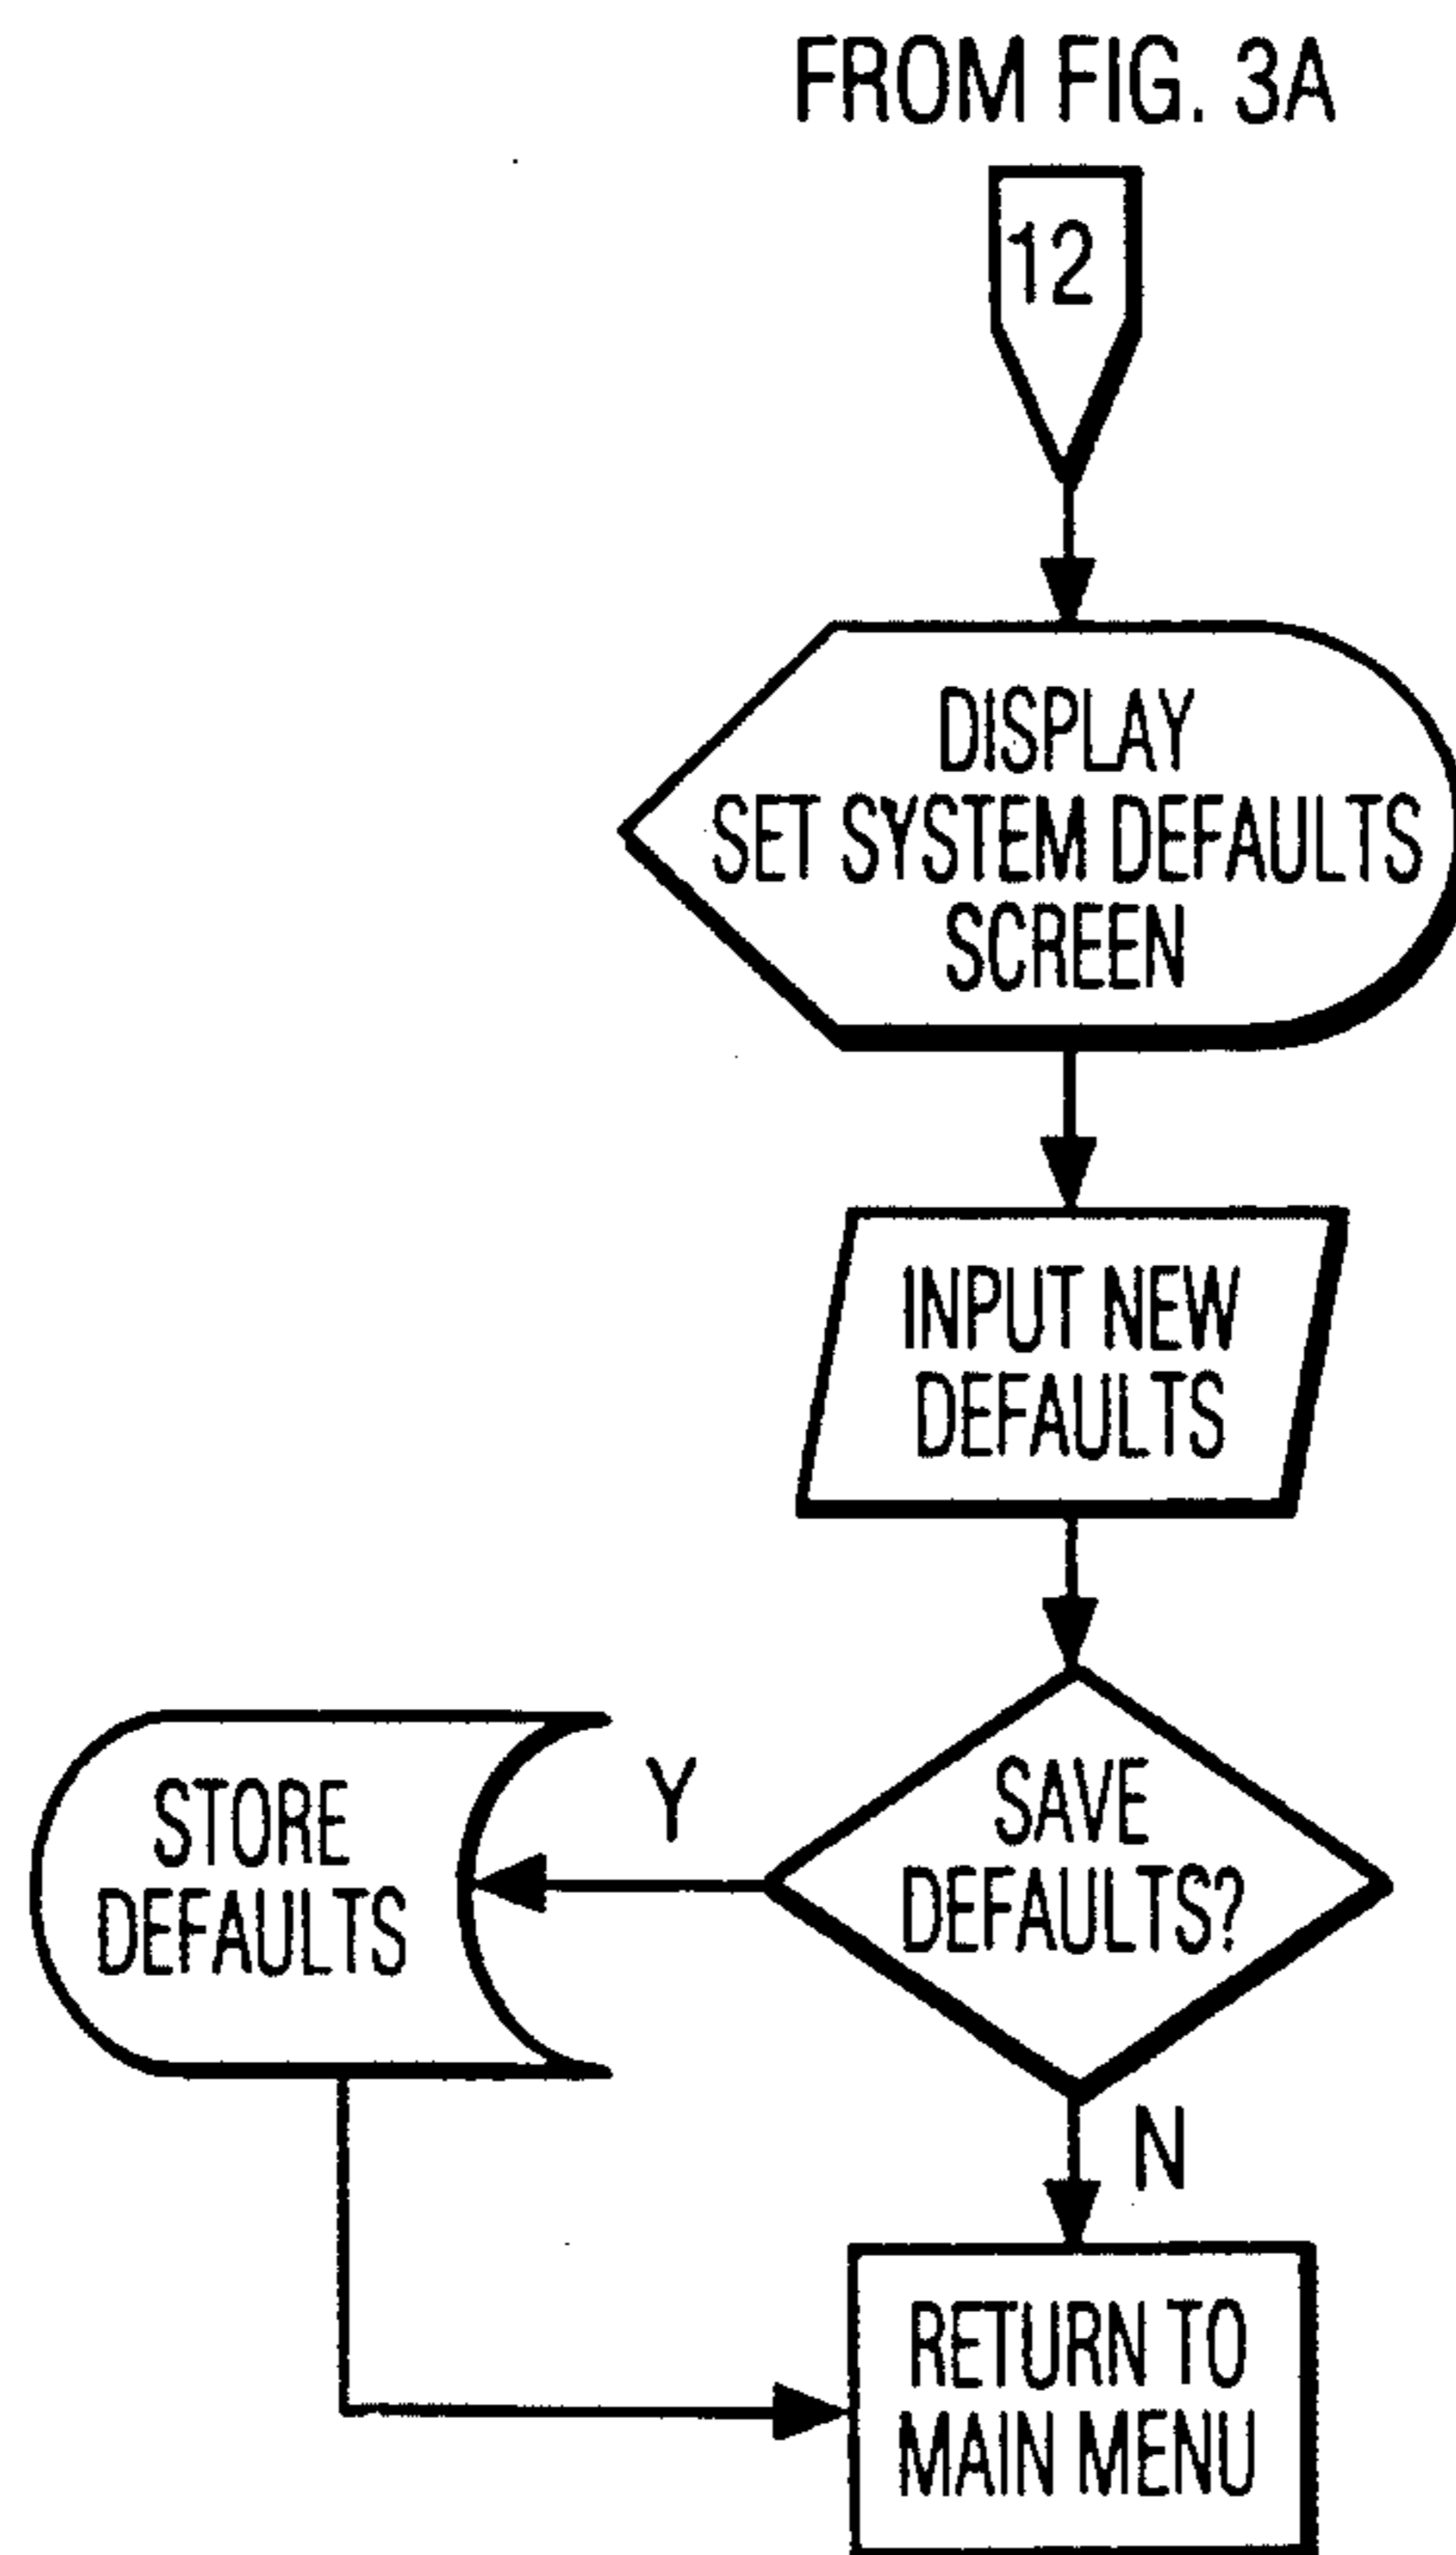 FROM FIG. 3A
12
DISPLAY
SET SYSTEM DEFAULTS
SCREEN
INPUT NEW
DEFAULTS
SAVE
DEFAULTS?
Y
STORE
DEFAULTS
N
RETURN TO
MAIN MENU